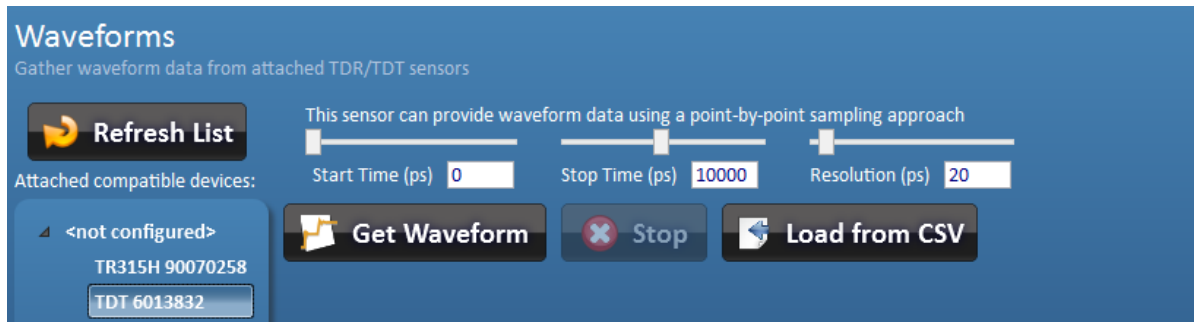 Waveforms
Gather waveform data from attached TDR/TDT sensors
Refresh List
This sensor can provide waveform data using a point-by-point sampling approach
Start Time (ps) 0 Stop Time (ps) 10000 Resolution (ps) 20
Attached compatible devices:
Get Waveform Stop Load from CSV
<not configured>
TR315H 90070258
TDT 6013832